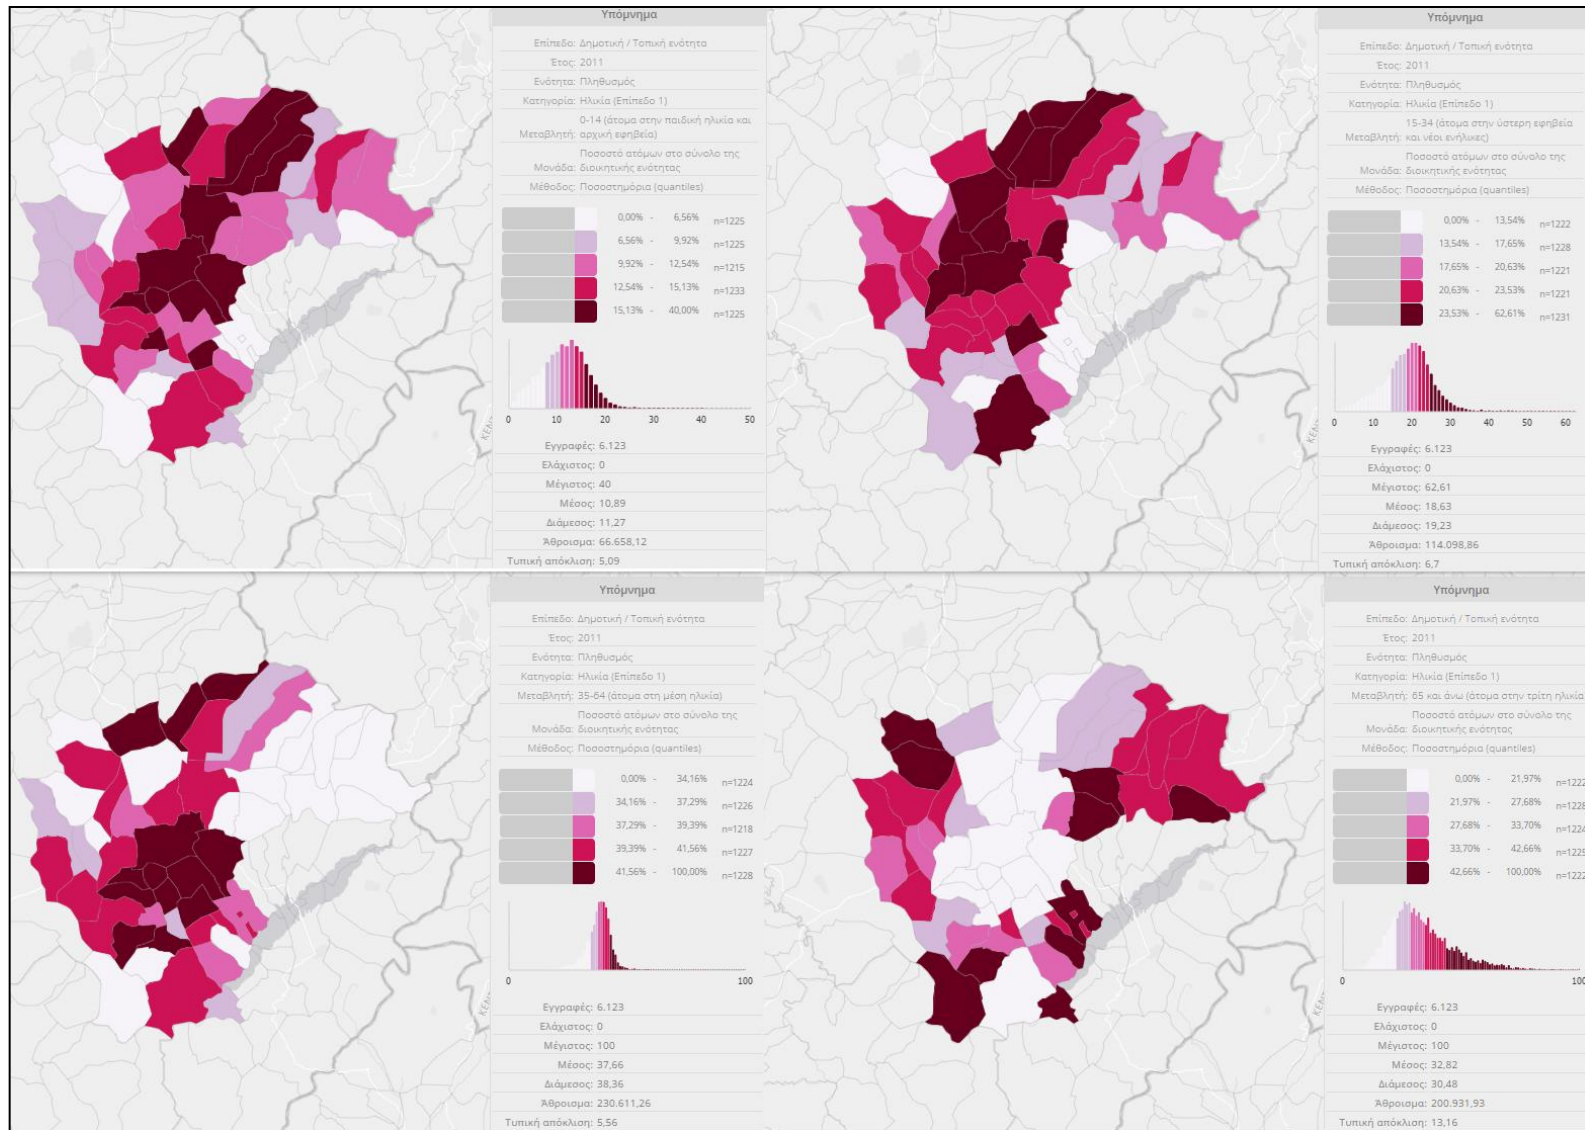 Υπόμνημα
Επίπεδο: Δημοτική / Τοπική ενότητα
Έτος: 2011
Ενότητα: Πληθυσμός
Κατηγορία: Ηλικία (Επίπεδο 1)
0-14 (άτομα στην παιδική ηλικία και
Μεταβλητή: αρχική εφηβεία)
Ποσοστό ατόμων στο σύνολο της
Μονάδα: διοικητικής ενότητας
Μέθοδος: Ποσοστημόρια (quantiles)
0,00% - 6,56% n=1225
6,56% - 9,92% n=1225
9,92% - 12,54% n=1215
12,54% - 15,13% n=1233
15,13% - 40,00% n=1225
0 10 20 30 40 50
Εγγραφές: 6.123
Ελάχιστος: 0
Μέγιστος: 40
Μέσος: 10,89
Διάμεσος: 11,27
Άθροισμα: 66.658,12
Τυπική απόκλιση: 5,09
Υπόμνημα
Επίπεδο: Δημοτική / Τοπική ενότητα
Έτος: 2011
Ενότητα: Πληθυσμός
Κατηγορία: Ηλικία (Επίπεδο 1)
15-34 (άτομα στην ύστερη εφηβεία
Μεταβλητή: και νέοι ενήλικες)
Ποσοστό ατόμων στο σύνολο της
Μονάδα: διοικητικής ενότητας
Μέθοδος: Ποσοστημόρια (quantiles)
0,00% - 13,54% n=1222
13,54% - 17,65% n=1228
17,65% - 20,63% n=1221
20,63% - 23,53% n=1221
23,53% - 62,61% n=1231
0 10 20 30 40 50 60
Εγγραφές: 6.123
Ελάχιστος: 0
Μέγιστος: 62,61
Μέσος: 18,63
Διάμεσος: 19,23
Άθροισμα: 114.098,86
Τυπική απόκλιση: 6,7
Υπόμνημα
Επίπεδο: Δημοτική / Τοπική ενότητα
Έτος: 2011
Ενότητα: Πληθυσμός
Κατηγορία: Ηλικία (Επίπεδο 1)
Μεταβλητή: 35-64 (άτομα στη μέση ηλικία)
Ποσοστό ατόμων στο σύνολο της
Μονάδα: διοικητικής ενότητας
Μέθοδος: Ποσοστημόρια (quantiles)
0,00% - 34,16% n=1224
34,16% - 37,29% n=1226
37,29% - 39,39% n=1218
39,39% - 41,56% n=1227
41,56% - 100,00% n=1228
0 100
Εγγραφές: 6.123
Ελάχιστος: 0
Μέγιστος: 100
Μέσος: 37,66
Διάμεσος: 38,36
Άθροισμα: 230.611,26
Τυπική απόκλιση: 5,56
Υπόμνημα
Επίπεδο: Δημοτική / Τοπική ενότητα
Έτος: 2011
Ενότητα: Πληθυσμός
Κατηγορία: Ηλικία (Επίπεδο 1)
Μεταβλητή: 65 και άνω (άτομα στην τρίτη ηλικία
Ποσοστό ατόμων στο σύνολο της
Μονάδα: διοικητικής ενότητας
Μέθοδος: Ποσοστημόρια (quantiles)
0,00% - 21,97% n=1222
21,97% - 27,68% n=1228
27,68% - 33,70% n=1224
33,70% - 42,66% n=1225
42,66% - 100,00% n=1222
0 100
Εγγραφές: 6.123
Ελάχιστος: 0
Μέγιστος: 100
Μέσος: 32,82
Διάμεσος: 30,48
Άθροισμα: 200.931,93
Τυπική απόκλιση: 13,16